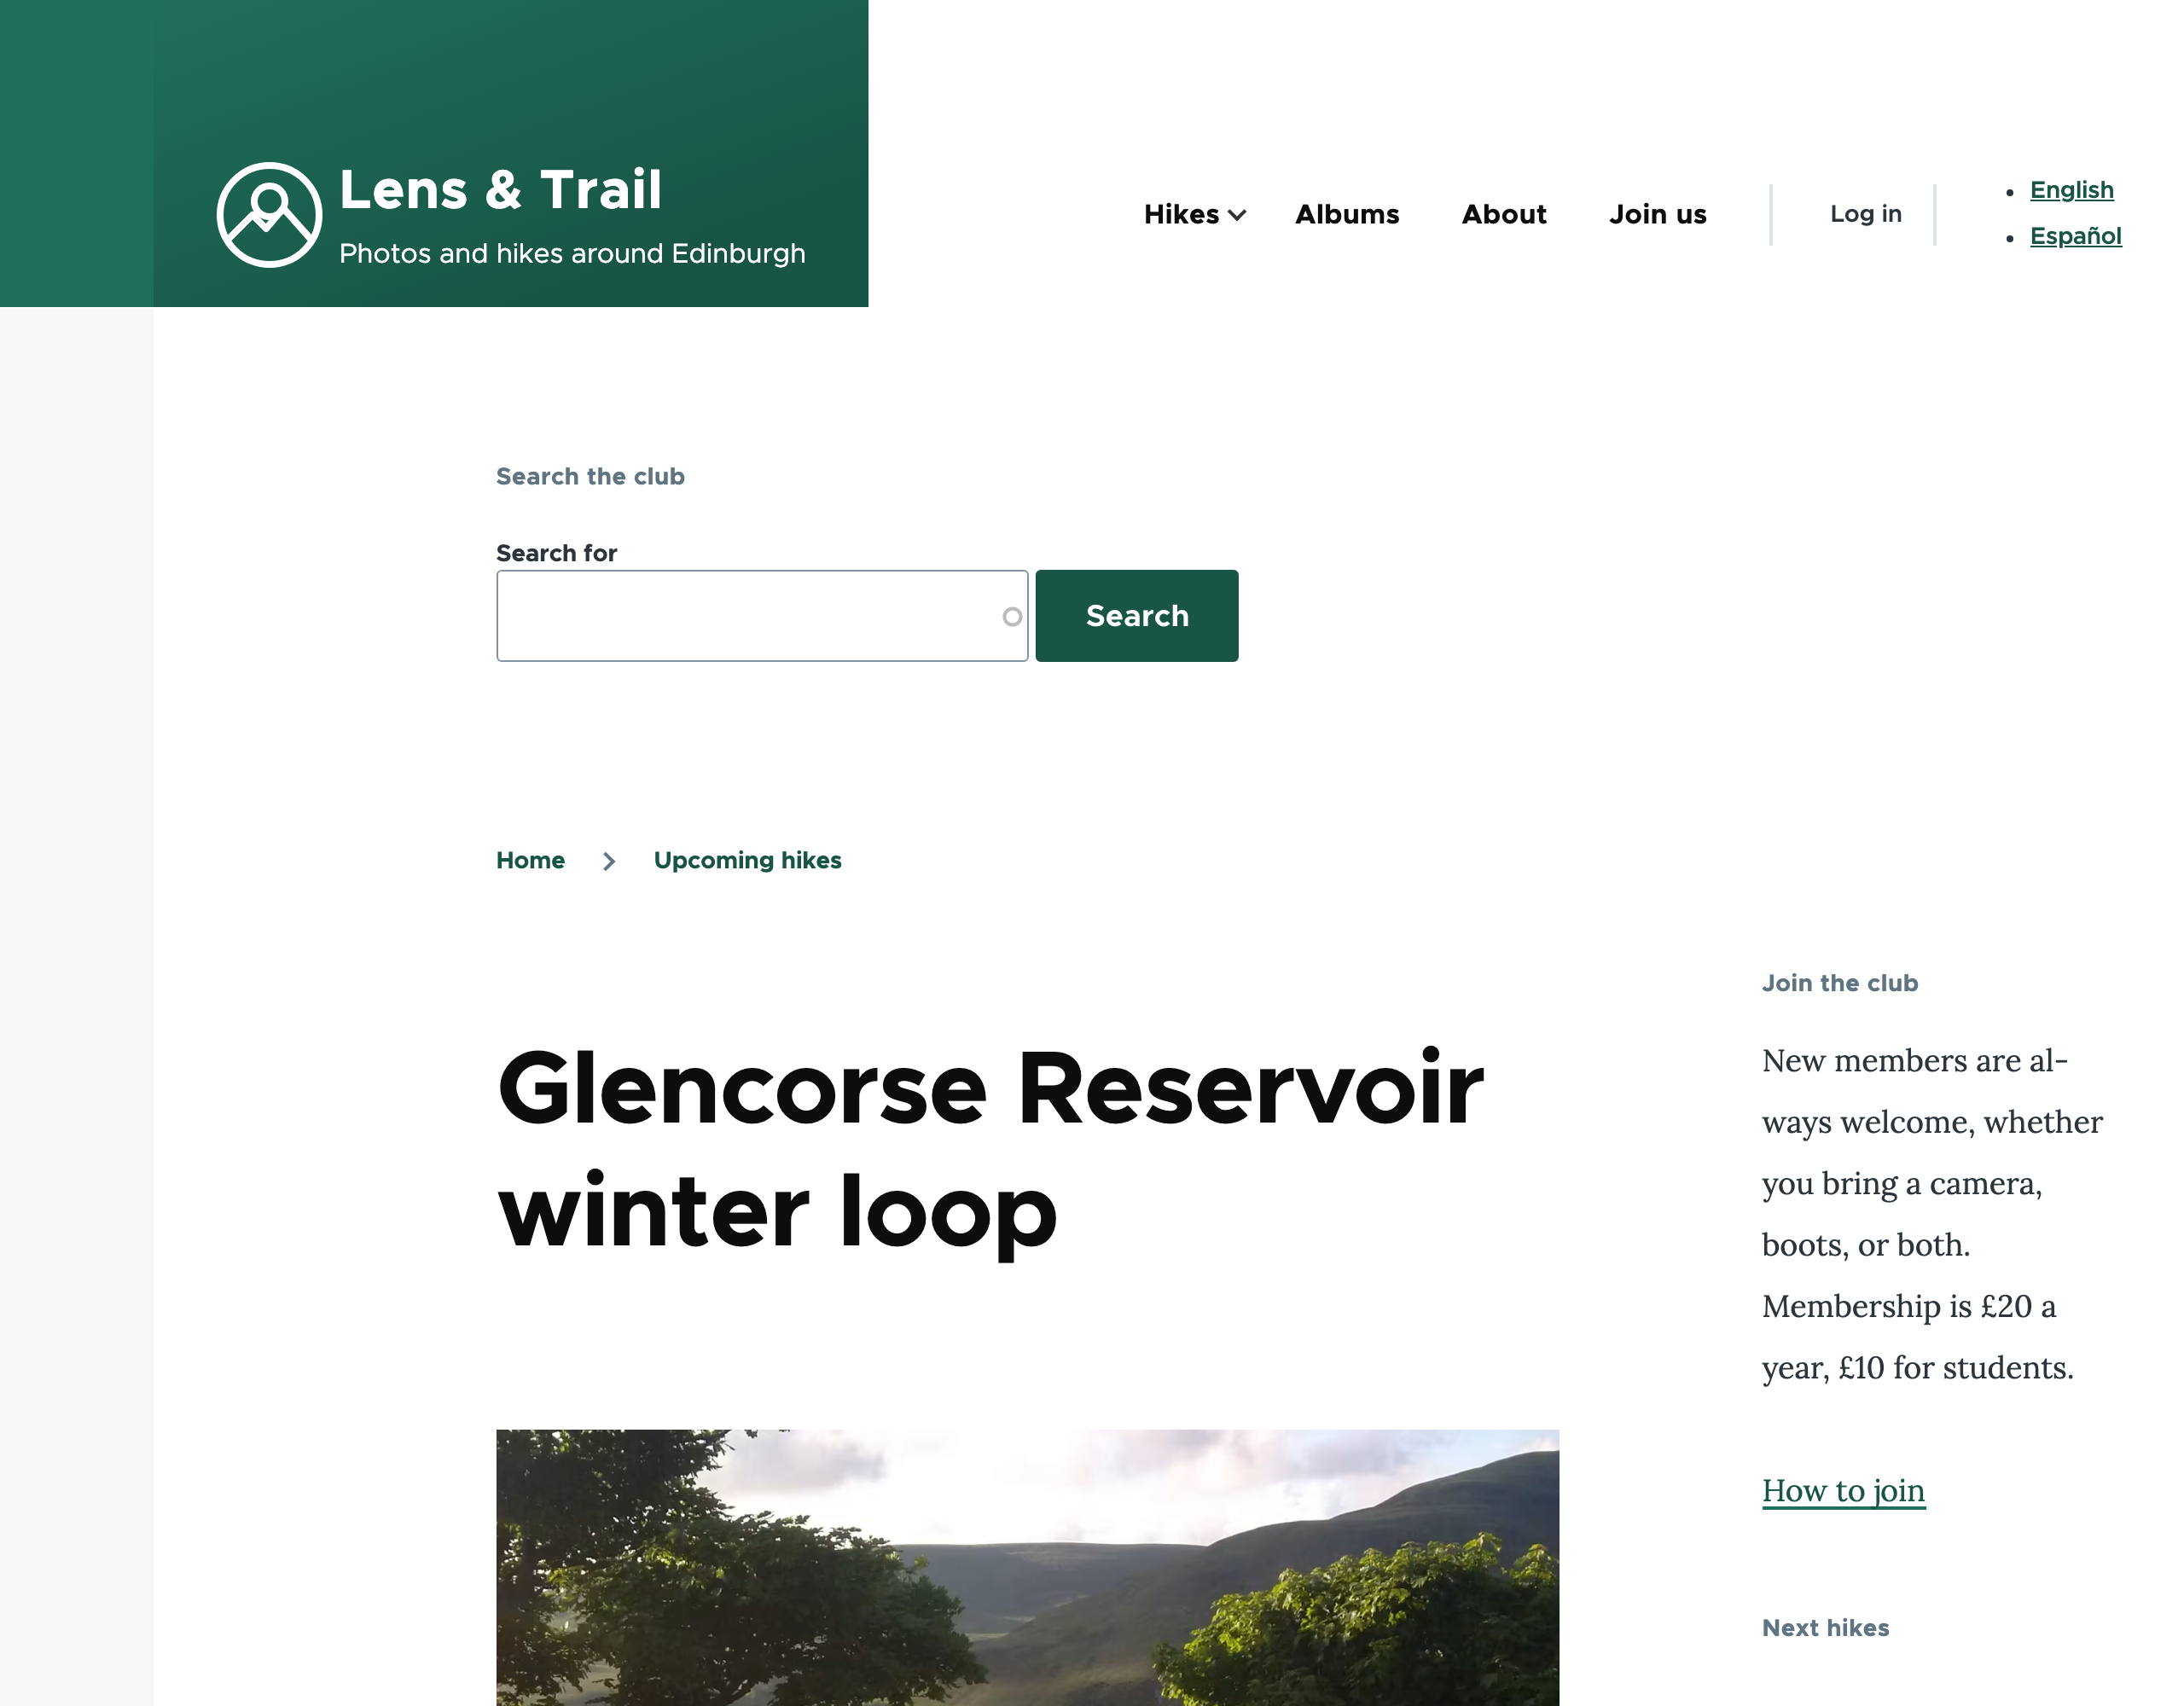 Lens & Trail
Photos and hikes around Edinburgh
Hikes
Albums
About
Join us
Log in
English
Español
Search the club
Search for
Search
Home
Upcoming hikes
Glencorse Reservoir
winter loop
Join the club
New members are al-
ways welcome, whether
you bring a camera,
boots, or both.
Membership is £20 a
year, £10 for students.
How to join
Next hikes